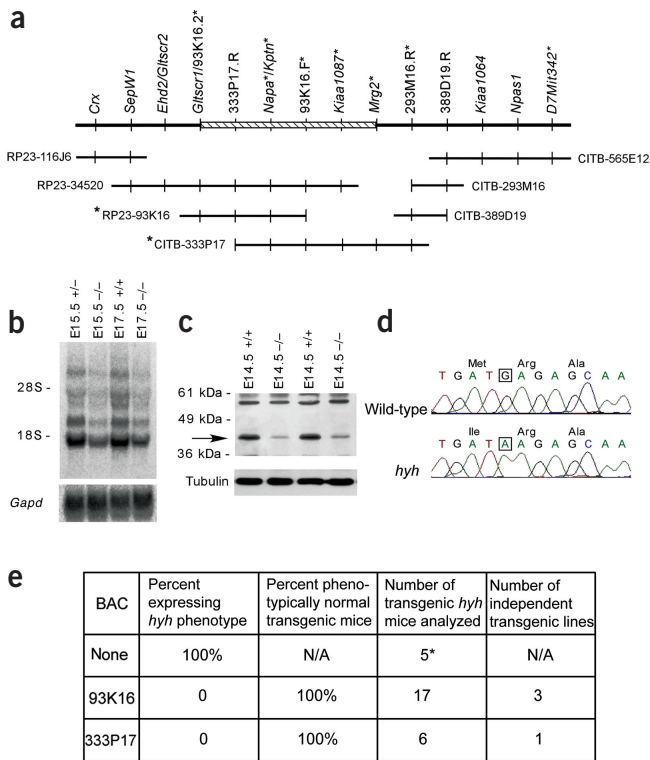 a
Crx
SepW1
Ehd2/Gltscr2
Gltscr1/93K16.2*
333P17.R
Napa*/Kptn*
93K16.F*
Kiaa1087*
Mrg2*
293M16.R*
389D19.R
Kiaa1064
Npas1
D7Mit342*
RP23-116J6
CITB-565E12
RP23-34520
CITB-293M16
*RP23-93K16
CITB-389D19
*CITB-333P17
b
E15.5 +/–
E15.5 –/–
E17.5 +/+
E17.5 –/–
28S -
18S -
Gapd
c
E14.5 +/+
E14.5 –/–
E14.5 +/+
E14.5 –/–
61 kDa -
49 kDa -
36 kDa -
Tubulin
d
Met Arg Ala
T G A T G A G A G C A A
Wild-type
Ile Arg Ala
T G A T A A G A G C A A
hyh
e
BAC
Percent expressing hyh phenotype
Percent pheno-typically normal transgenic mice
Number of transgenic hyh mice analyzed
Number of independent transgenic lines
None 100% N/A 5* N/A
93K16 0 100% 17 3
333P17 0 100% 6 1